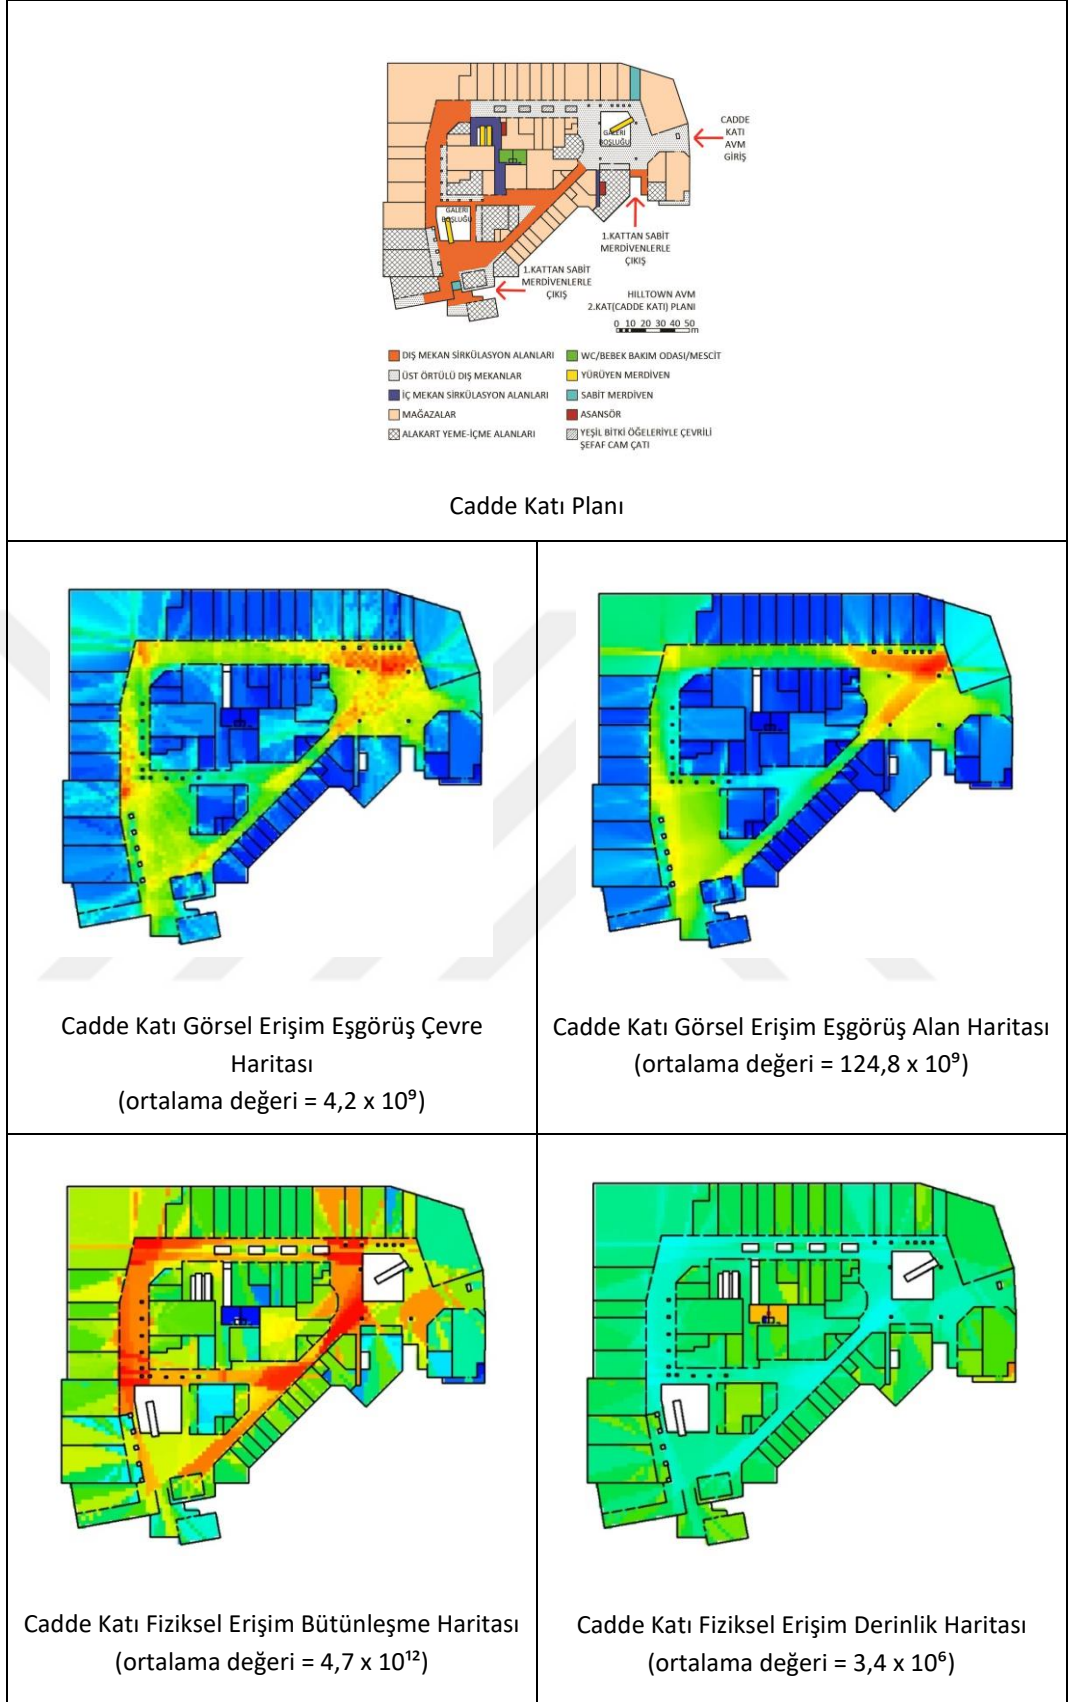 CADDE
KATI
AVM
GİRİŞ
GALERİ
BOŞLUĞU
GALERİ
BOŞLUĞU
1.KATTAN SABİT
MERDİVENLERLE
ÇIKIŞ
1.KATTAN SABİT
MERDİVENLERLE
ÇIKIŞ
HILLTOWN AVM
2.KAT(CADDE KATI) PLANI
0 10 20 30 40 50
m
DIŞ MEKAN SİRKÜLASYON ALANLARI
ÜST ÖRTÜLÜ DIŞ MEKANLAR
İÇ MEKAN SİRKÜLASYON ALANLARI
MAĞAZALAR
ALAKART YEME-İÇME ALANLARI
WC/BEBEK BAKIM ODASI/MESCİT
YÜRÜYEN MERDİVEN
SABİT MERDİVEN
ASANSÖR
YEŞİL BİTKİ ÖĞELERİYLE ÇEVRİLİ
ŞEFAF CAM ÇATI
Cadde Katı Planı
Cadde Katı Görsel Erişim Eşgörüş Çevre
Haritası
(ortalama değeri = 4,2 x 10⁹)
Cadde Katı Görsel Erişim Eşgörüş Alan Haritası
(ortalama değeri = 124,8 x 10⁹)
Cadde Katı Fiziksel Erişim Bütünleşme Haritası
(ortalama değeri = 4,7 x 10¹²)
Cadde Katı Fiziksel Erişim Derinlik Haritası
(ortalama değeri = 3,4 x 10⁶)